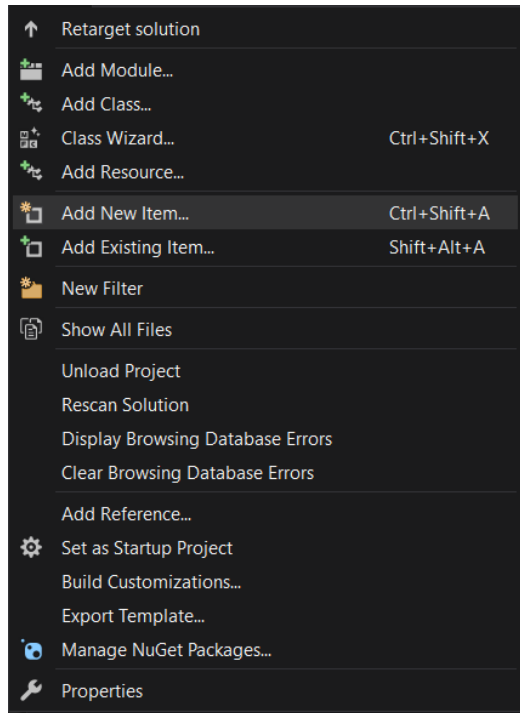 Retarget solution
Add Module...
Add Class...
Class Wizard... Ctrl+Shift+X
Add Resource...
Add New Item... Ctrl+Shift+A
Add Existing Item... Shift+Alt+A
New Filter
Show All Files
Unload Project
Rescan Solution
Display Browsing Database Errors
Clear Browsing Database Errors
Add Reference...
Set as Startup Project
Build Customizations...
Export Template...
Manage NuGet Packages...
Properties